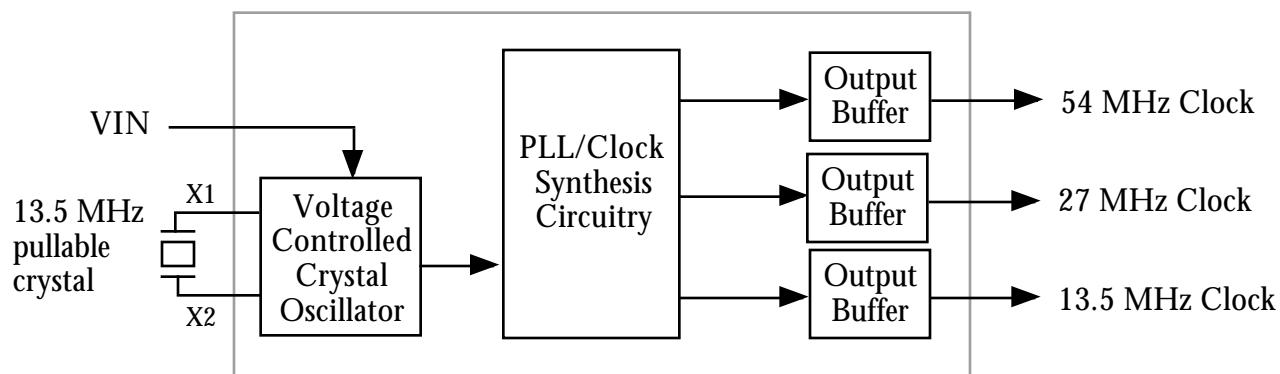 VIN
13.5 MHz
pullable
crystal
X1
X2
Voltage
Controlled
Crystal
Oscillator
PLL/Clock
Synthesis
Circuitry
Output
Buffer
54 MHz Clock
Output
Buffer
27 MHz Clock
Output
Buffer
13.5 MHz Clock